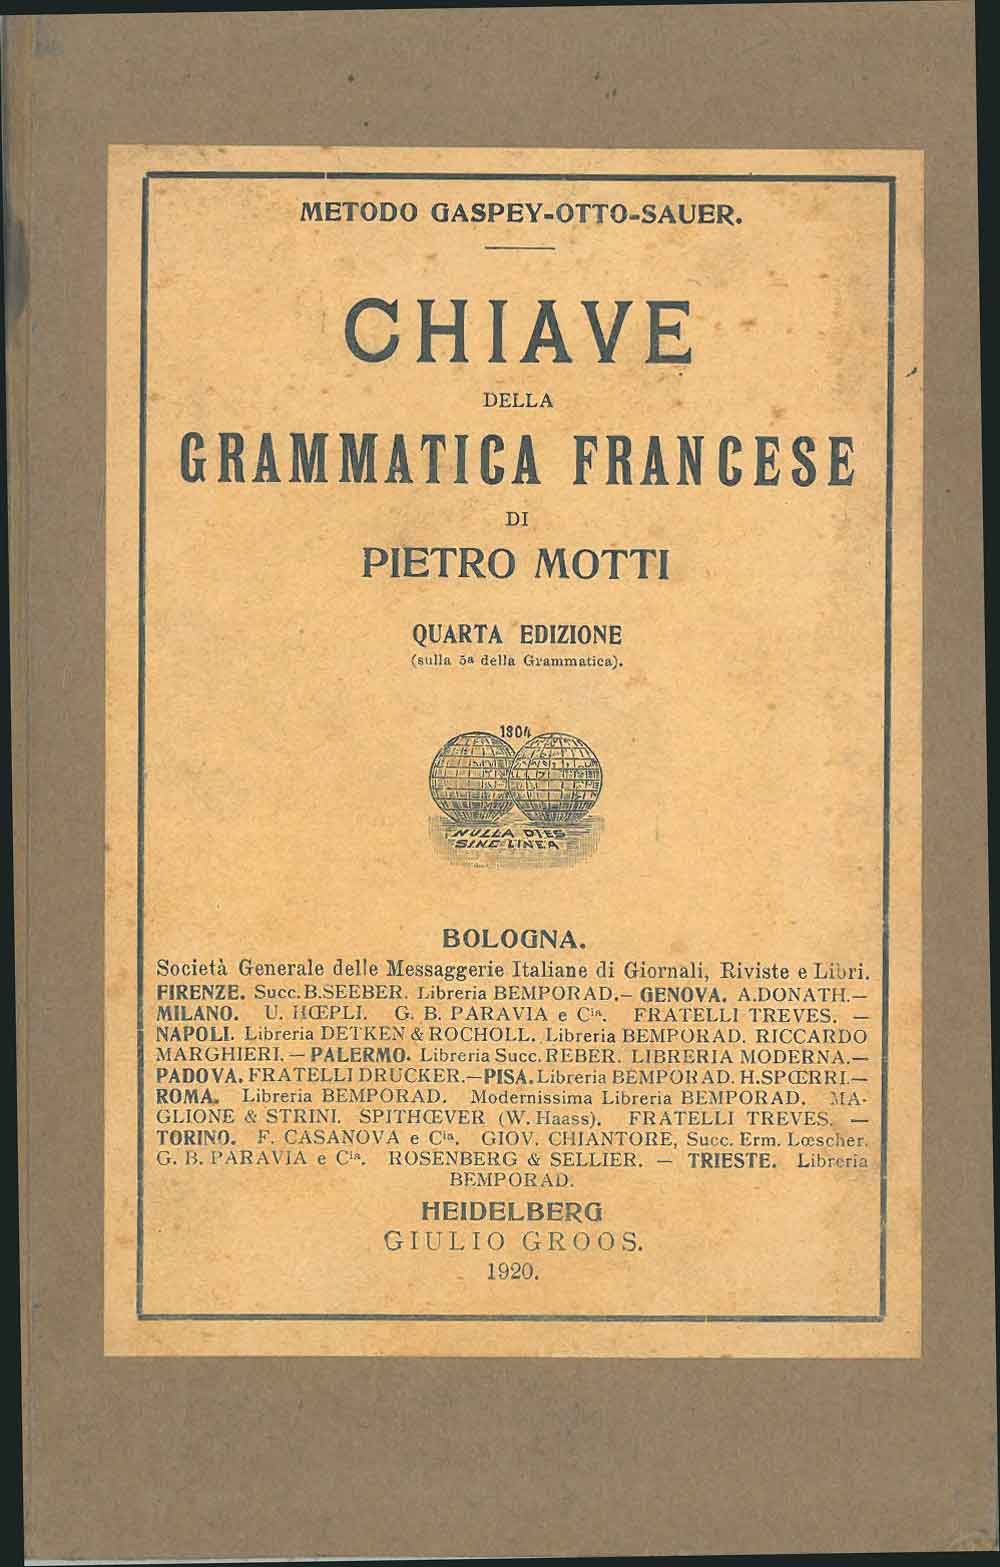 METODO GASPEY-OTTO-SAUER.
CHIAVE
DELLA
GRAMMATICA FRANCESE
DI
PIETRO MOTTI
QUARTA EDIZIONE
(sulla 5a della Grammatica).
1804
NULLA DIES
SINE LINEA
BOLOGNA.
Società Generale delle Messaggerie Italiane di Giornali, Riviste e Libri.
FIRENZE. Succ. B. SEEBER. Libreria BEMPORAD.— GENOVA. A. DONATH.—
MILANO. U. HŒPLI. G. B. PARAVIA e Cia. FRATELLI TREVES. —
NAPOLI. Libreria DETKEN & ROCHOLL. Libreria BEMPORAD. RICCARDO
MARGHIERI. — PALERMO. Libreria Succ. REBER. LIBRERIA MODERNA.—
PADOVA. FRATELLI DRUCKER.—PISA. Libreria BEMPORAD. H. SPŒRRI.—
ROMA. Libreria BEMPORAD. Modernissima Libreria BEMPORAD. MA-
GLIONE & STRINI. SPITHŒVER (W. Haass). FRATELLI TREVES. —
TORINO. F. CASANOVA e Cia. GIOV. CHIANTORE, Succ. Erm. Lœscher.
G. B. PARAVIA e Cia. ROSENBERG & SELLIER. — TRIESTE. Libreria
BEMPORAD.
HEIDELBERG
GIULIO GROOS.
1920.